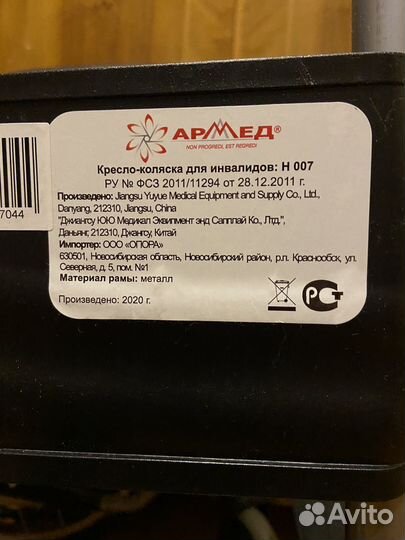 АРМЕД®
NON PROGREDI, EST REGREDI
Кресло-коляска для инвалидов: Н 007
РУ № ФСЗ 2011/11294 от 28.12.2011 г.
Произведено: Jiangsu Yuyue Medical Equipment and Supply Co., Ltd.,
Danyang, 212310, Jiangsu, China
"Джиангсу ЮЮ Медикал Эквипмент энд Сапплай Ко., Лтд.",
Даньянг, 212310, Джангсу, Китай
Импортер: ООО «ОПОРА»
630501, Новосибирская область, Новосибирский район, р.п. Краснообск, ул.
Северная, д. 5, пом. №1
Материал рамы: металл
Произведено: 2020 г.
7044
РСТ
Avito